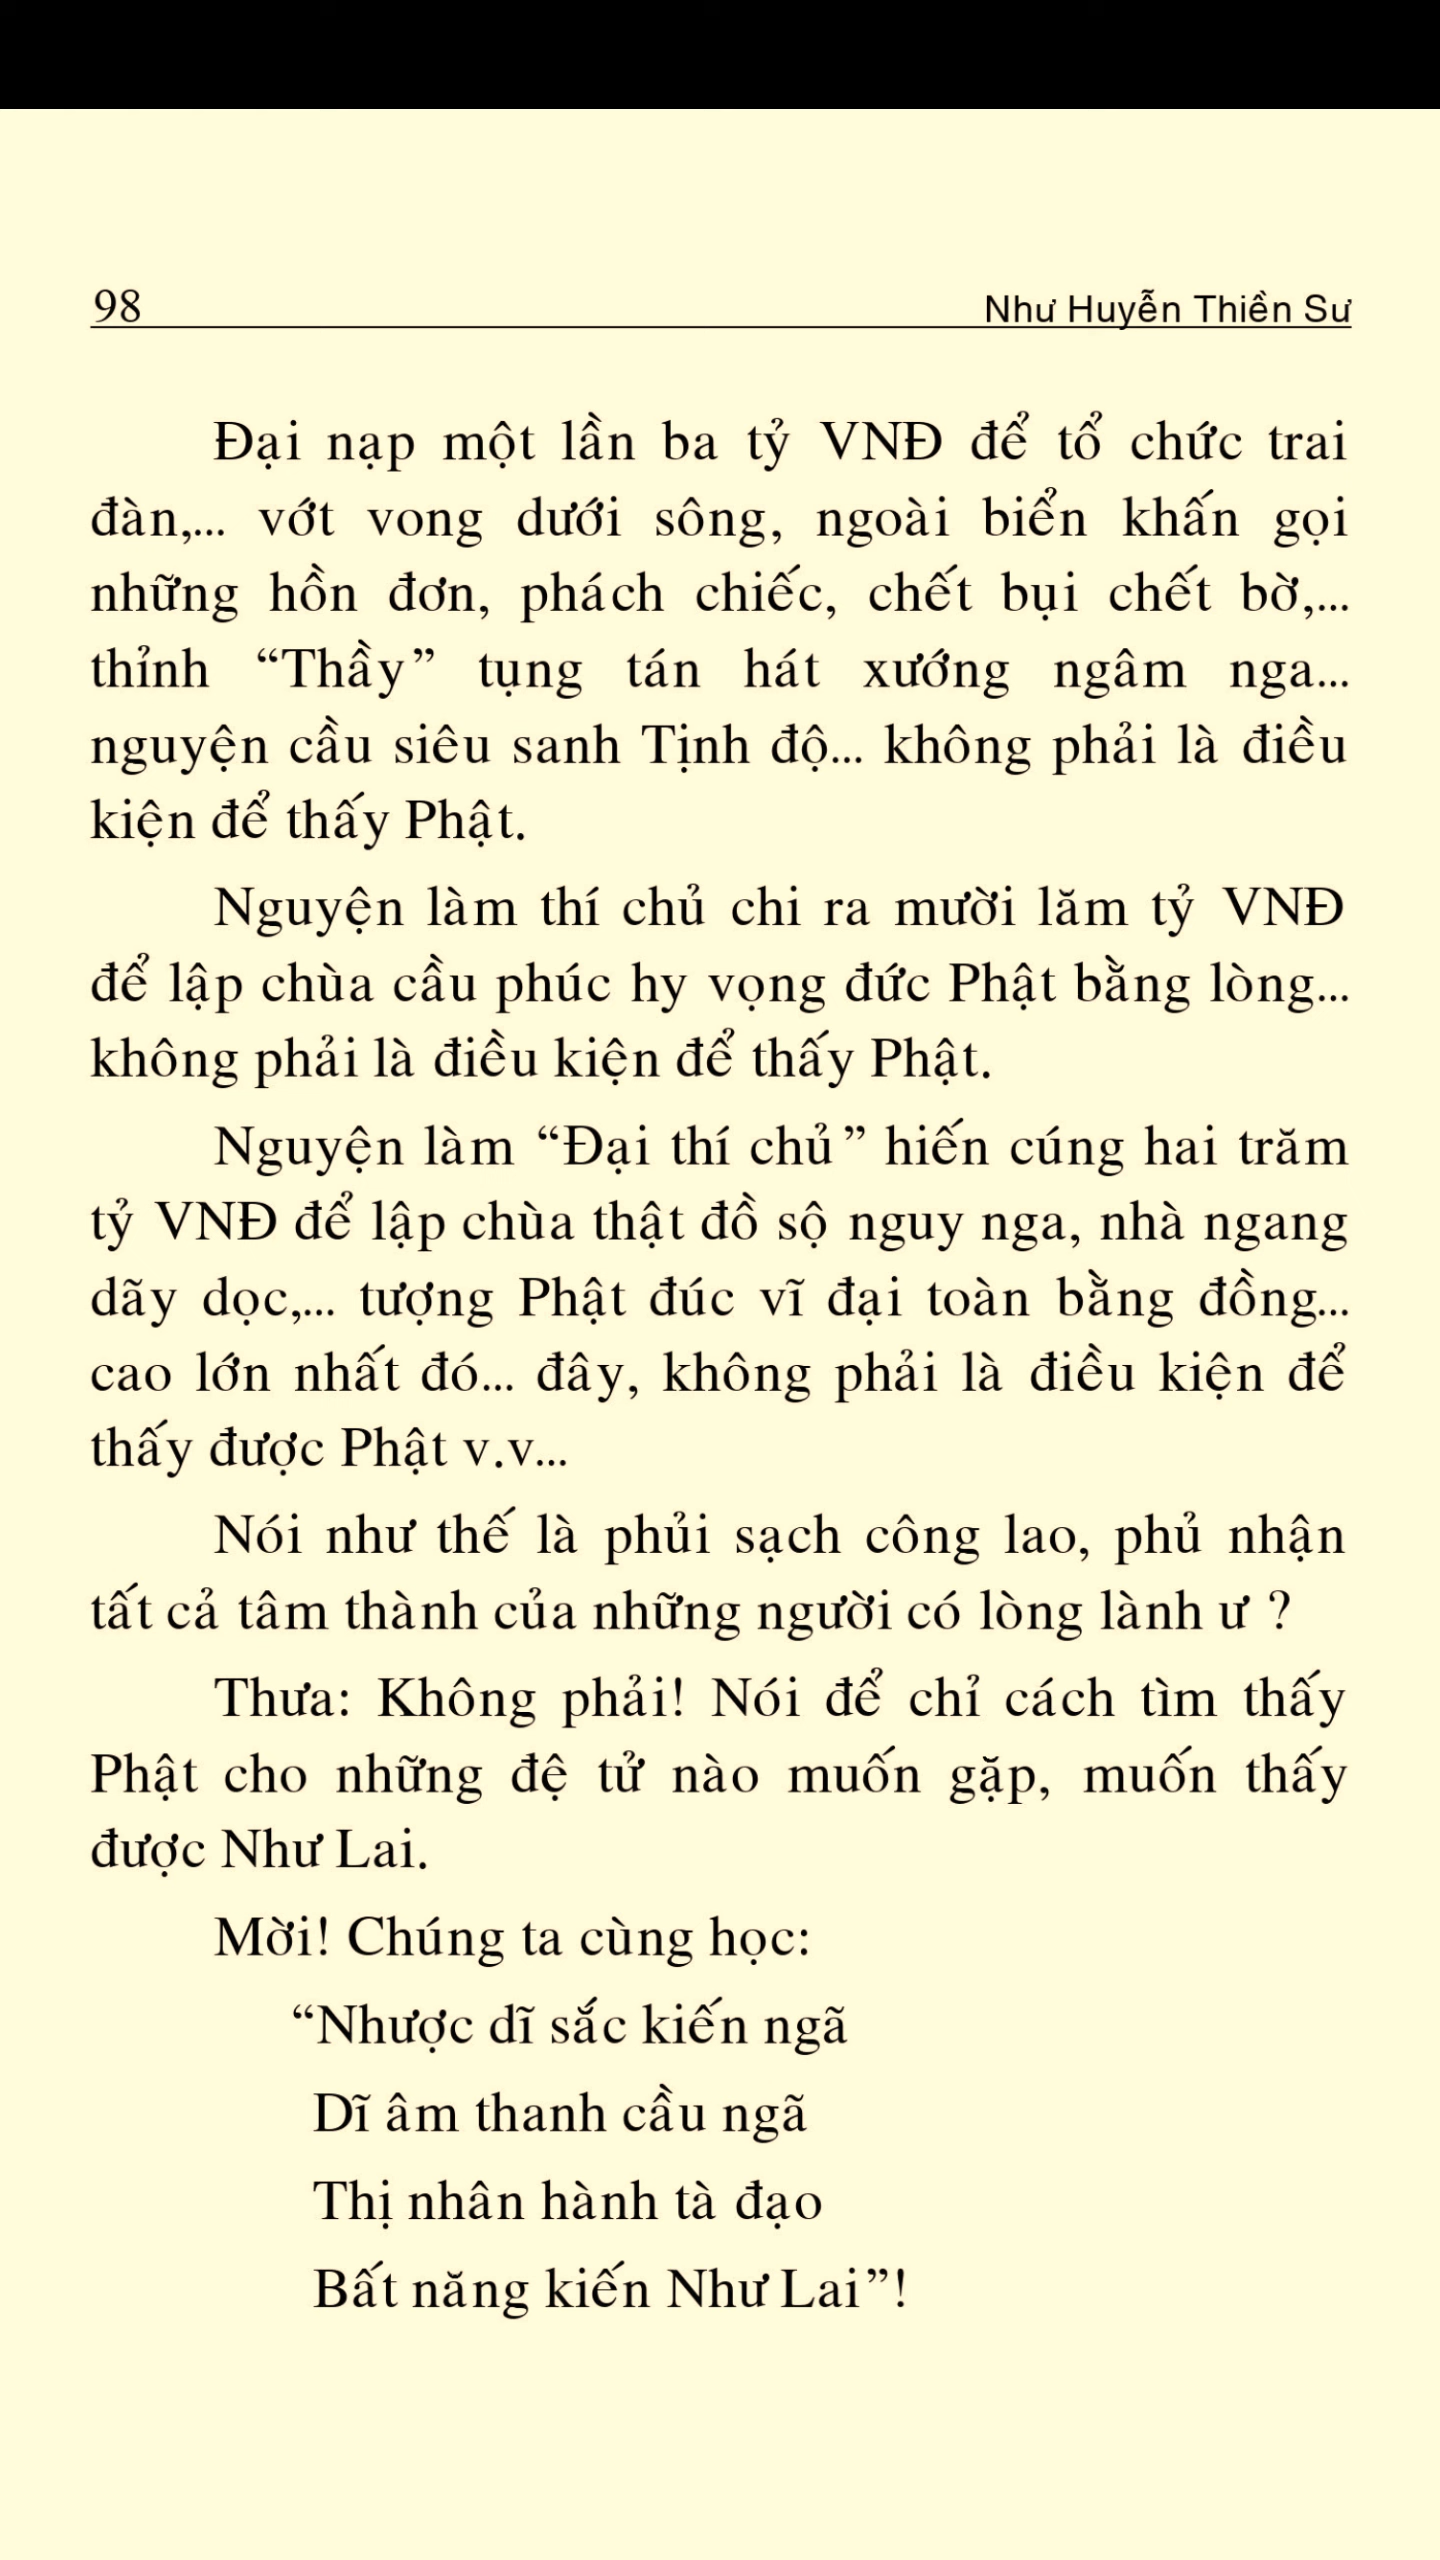 98
Như Huyễn Thiền Sư
Đại nạp một lần ba tỷ VNĐ để tổ chức trai
đàn,... vớt vong dưới sông, ngoài biển khấn gọi
những hồn đơn, phách chiếc, chết bụi chết bờ,...
thỉnh “Thầy” tụng tán hát xướng ngâm nga...
nguyện cầu siêu sanh Tịnh độ... không phải là điều
kiện để thấy Phật.
Nguyện làm thí chủ chi ra mười lăm tỷ VNĐ
để lập chùa cầu phúc hy vọng đức Phật bằng lòng...
không phải là điều kiện để thấy Phật.
Nguyện làm “Đại thí chủ” hiến cúng hai trăm
tỷ VNĐ để lập chùa thật đồ sộ nguy nga, nhà ngang
dãy dọc,... tượng Phật đúc vĩ đại toàn bằng đồng...
cao lớn nhất đó... đây, không phải là điều kiện để
thấy được Phật v.v...
Nói như thế là phủi sạch công lao, phủ nhận
tất cả tâm thành của những người có lòng lành ư ?
Thưa: Không phải! Nói để chỉ cách tìm thấy
Phật cho những đệ tử nào muốn gặp, muốn thấy
được Như Lai.
Mời! Chúng ta cùng học:
“Nhược dĩ sắc kiến ngã
Dĩ âm thanh cầu ngã
Thị nhân hành tà đạo
Bất năng kiến Như Lai”!